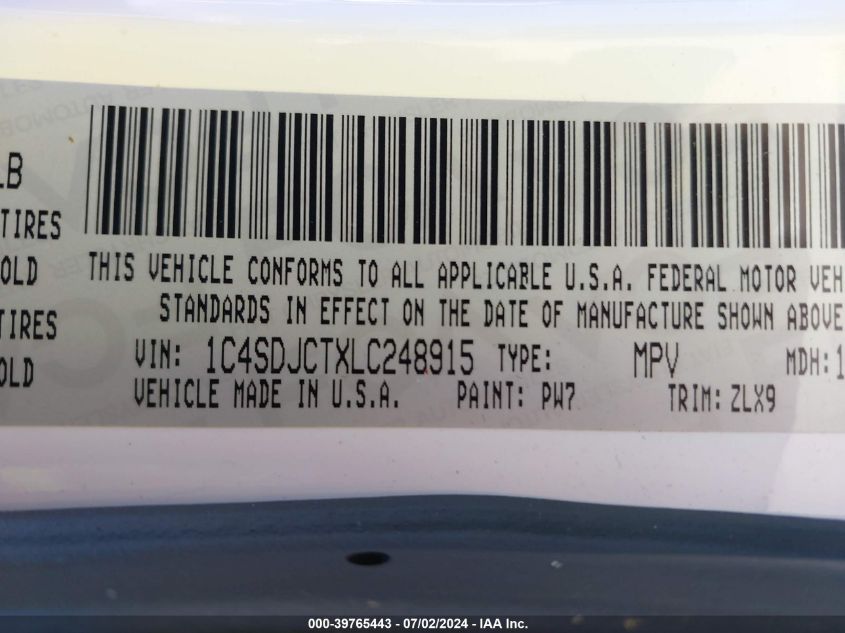 LB
TIRES
OLD
TIRES
OLD
THIS VEHICLE CONFORMS TO ALL APPLICABLE U.S.A. FEDERAL MOTOR VEH
STANDARDS IN EFFECT ON THE DATE OF MANUFACTURE SHOWN ABOVE
VIN: 1C4SDJCTXLC248915 TYPE: MPV MDH: 1
VEHICLE MADE IN U.S.A. PAINT: PW7 TRIM: ZLX9
000-39765443 - 07/02/2024 - IAA Inc.